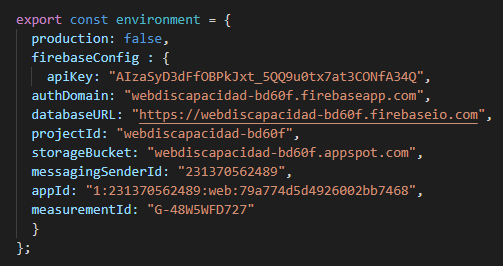 export const environment = {
  production: false,
  firebaseConfig : {
    apiKey: "AIzaSyD3dFfOBPkJxt_5QQ9u0tx7at3CONfA34Q",
  authDomain: "webdiscapacidad-bd60f.firebaseapp.com",
  databaseURL: "https://webdiscapacidad-bd60f.firebaseio.com",
  projectId: "webdiscapacidad-bd60f",
  storageBucket: "webdiscapacidad-bd60f.appspot.com",
  messagingSenderId: "231370562489",
  appId: "1:231370562489:web:79a774d5d4926002bb7468",
  measurementId: "G-48W5WFD727"
  }
};